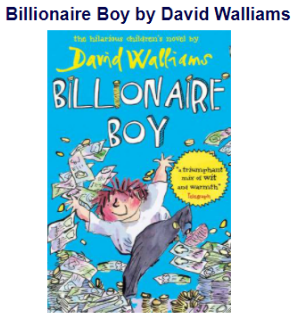 Billionaire Boy by David Walliams
the hilarious children's novel by
David Walliams
BILLIONAIRE
BOY
"a triumphant
mix of wit
and warmth."
Telegraph